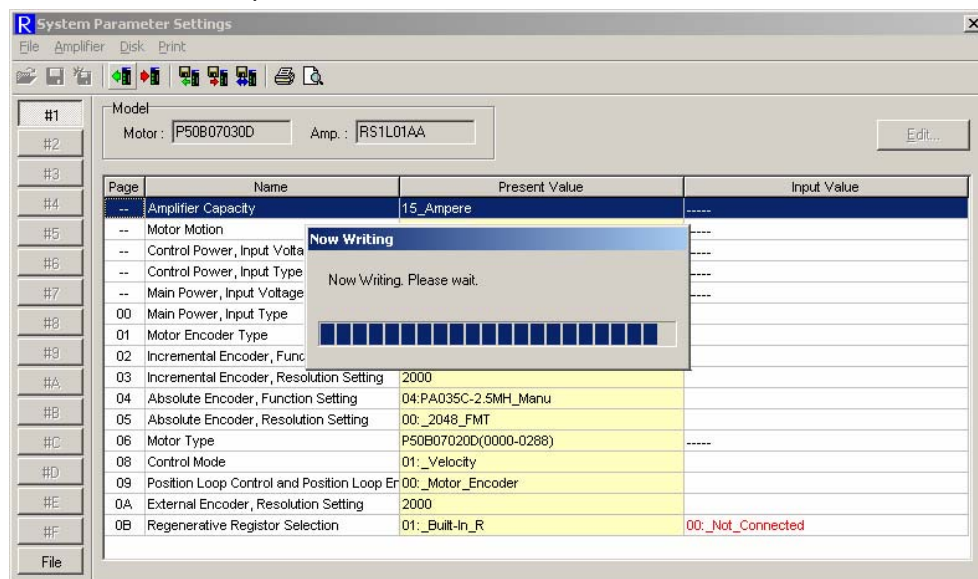 System Parameter Settings
File Amplifier Disk Print
#1
#2
#3
#4
#5
#6
#7
#8
#9
#A
#B
#C
#D
#E
#F
File
Model
Motor : P50B07030D Amp. : RS1L01AA
Edit...
Page Name Present Value Input Value
-- Amplifier Capacity 15_Ampere -----
-- Motor Motion ----
-- Control Power, Input Volta ----
-- Control Power, Input Type ----
-- Main Power, Input Voltage ----
00 Main Power, Input Type
01 Motor Encoder Type
02 Incremental Encoder, Func
03 Incremental Encoder, Resolution Setting 2000
04 Absolute Encoder, Function Setting 04:PA035C-2.5MH_Manu
05 Absolute Encoder, Resolution Setting 00:_2048_FMT
06 Motor Type P50B07020D(0000-0288) -----
08 Control Mode 01:_Velocity
09 Position Loop Control and Position Loop Er 00:_Motor_Encoder
0A External Encoder, Resolution Setting 2000
0B Regenerative Registor Selection 01:_Built-In_R 00:_Not_Connected
Now Writing
Now Writing. Please wait.